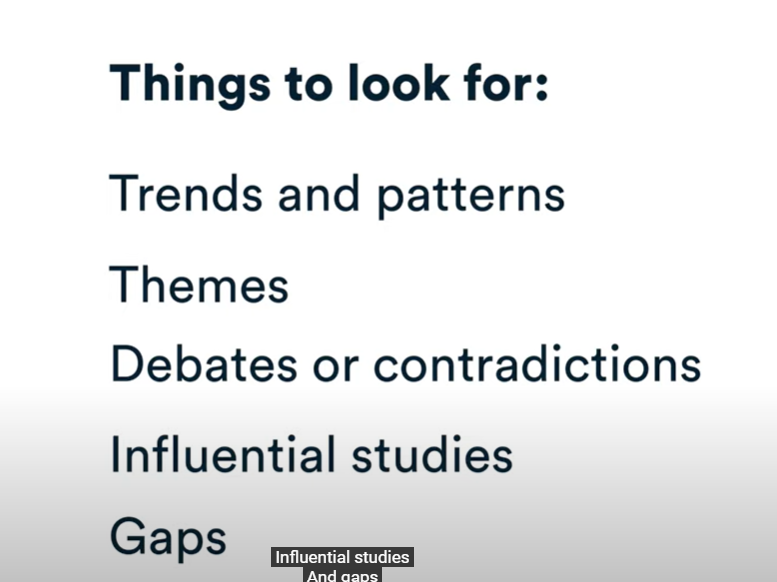 Things to look for:
Trends and patterns
Themes
Debates or contradictions
Influential studies
Gaps
Influential studies
And gaps